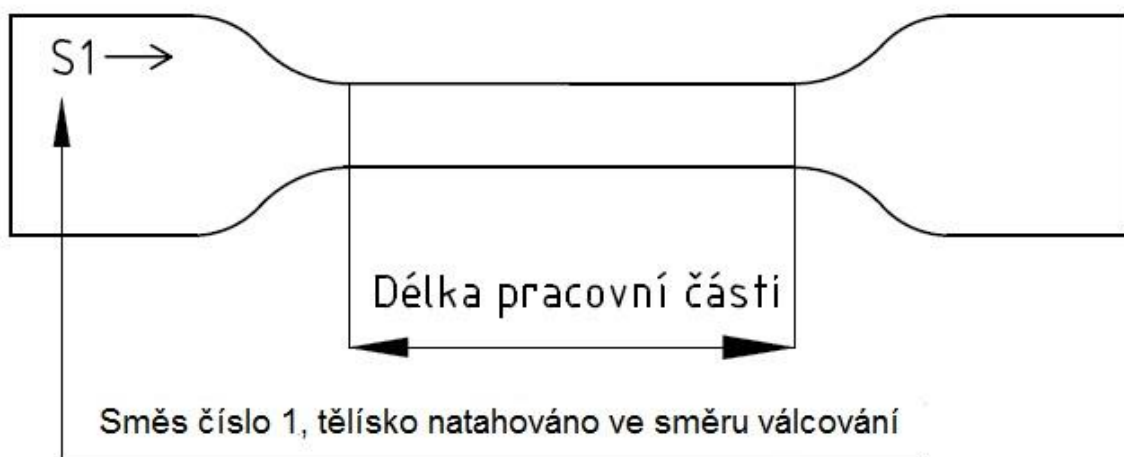 S1→
Délka pracovní části
Směs číslo 1, tělísko natahováno ve směru válcování